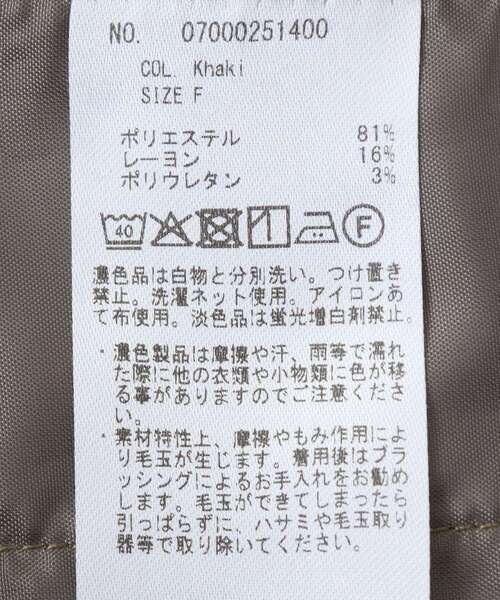 NO. 07000251400
COL. Khaki
SIZE F
ポリエステル 81%
レーヨン 16%
ポリウレタン 3%
40 F
濃色品は白物と分別洗い。つけ置き
禁止。洗濯ネット使用。アイロンあ
て布使用。淡色品は蛍光増白剤禁止。
・濃色製品は摩擦や汗、雨等で濡れ
た際に他の衣類や小物類に色が移
る事がありますのでご注意くださ
い。
・素材特性上、摩擦やもみ作用によ
り毛玉が生じます。着用後はブラ
ッシングによるお手入れをお勧め
します。毛玉ができてしまったら
引っぱらずに、ハサミや毛玉取り
器等で取り除いてください。